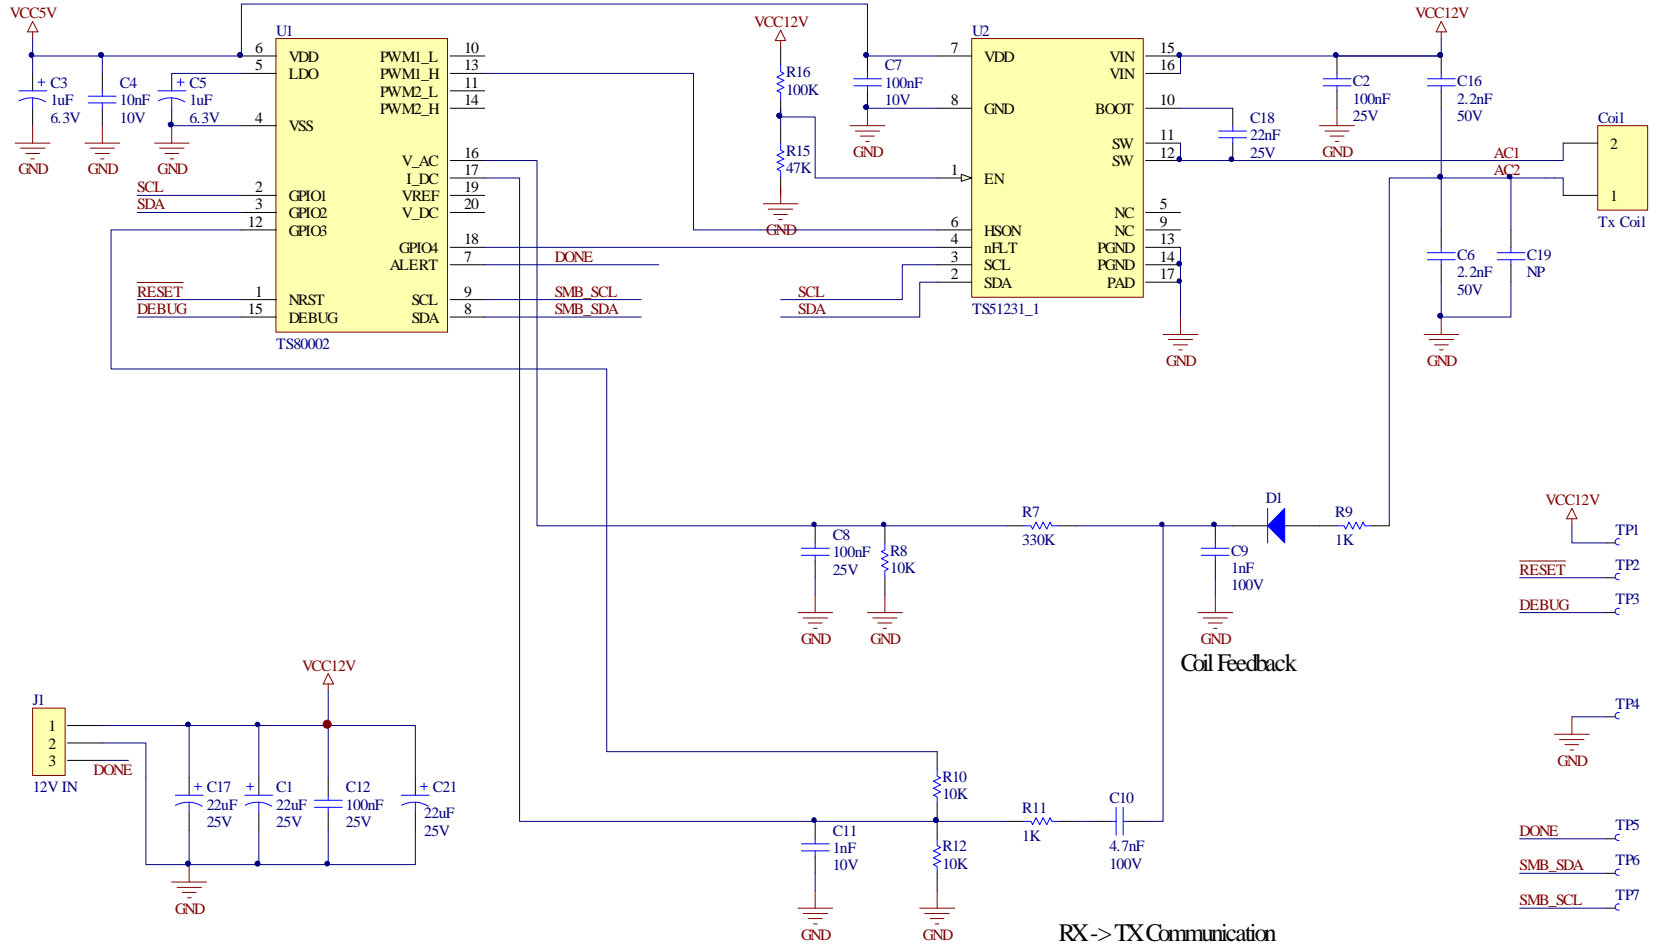 VCC5V
C3
1uF
6.3V
GND
C4
10nF
10V
GND
C5
1uF
6.3V
GND
U1
6 VDD
5 LDO
4 VSS
SCL 2 GPIO1
SDA 3 GPIO2
12 GPIO3
RESET 1 NRST
DEBUG 15 DEBUG
PWM1_L 10
PWM1_H 13
PWM2_L 11
PWM2_H 14
V_AC 16
I_DC 17
VREF 19
V_DC 20
GPIO4 18
ALERT 7 DONE
SCL 9 SMB_SCL
SDA 8 SMB_SDA
TS80002
VCC12V
R16
100K
R15
47K
GND
C7
100nF
10V
GND
U2
7 VDD
8 GND
1 EN
6 HSON
4 nFLT
SCL 3 SCL
SDA 2 SDA
VIN 15
VIN 16
BOOT 10
SW 11
SW 12
NC 5
NC 9
PGND 13
PGND 14
PAD 17
TS51231_1
GND
C18
22nF
25V
C2
100nF
25V
GND
VCC12V
C16
2.2nF
50V
AC1
AC2
Coil
2
1
Tx Coil
C6
2.2nF
50V
C19
NP
GND
C8
100nF
25V
GND
R8
10K
GND
R7
330K
C9
1nF
100V
GND
D1
R9
1K
Coil Feedback
VCC12V
TP1
RESET TP2
DEBUG TP3
TP4
GND
DONE TP5
SMB_SDA TP6
SMB_SCL TP7
J1
1
2
3
DONE
12V IN
VCC12V
C17
22uF
25V
C1
22uF
25V
C12
100nF
25V
C21
22uF
25V
GND
R10
10K
R11
1K
C10
4.7nF
100V
C11
1nF
10V
GND
R12
10K
GND
RX -> TX Communication